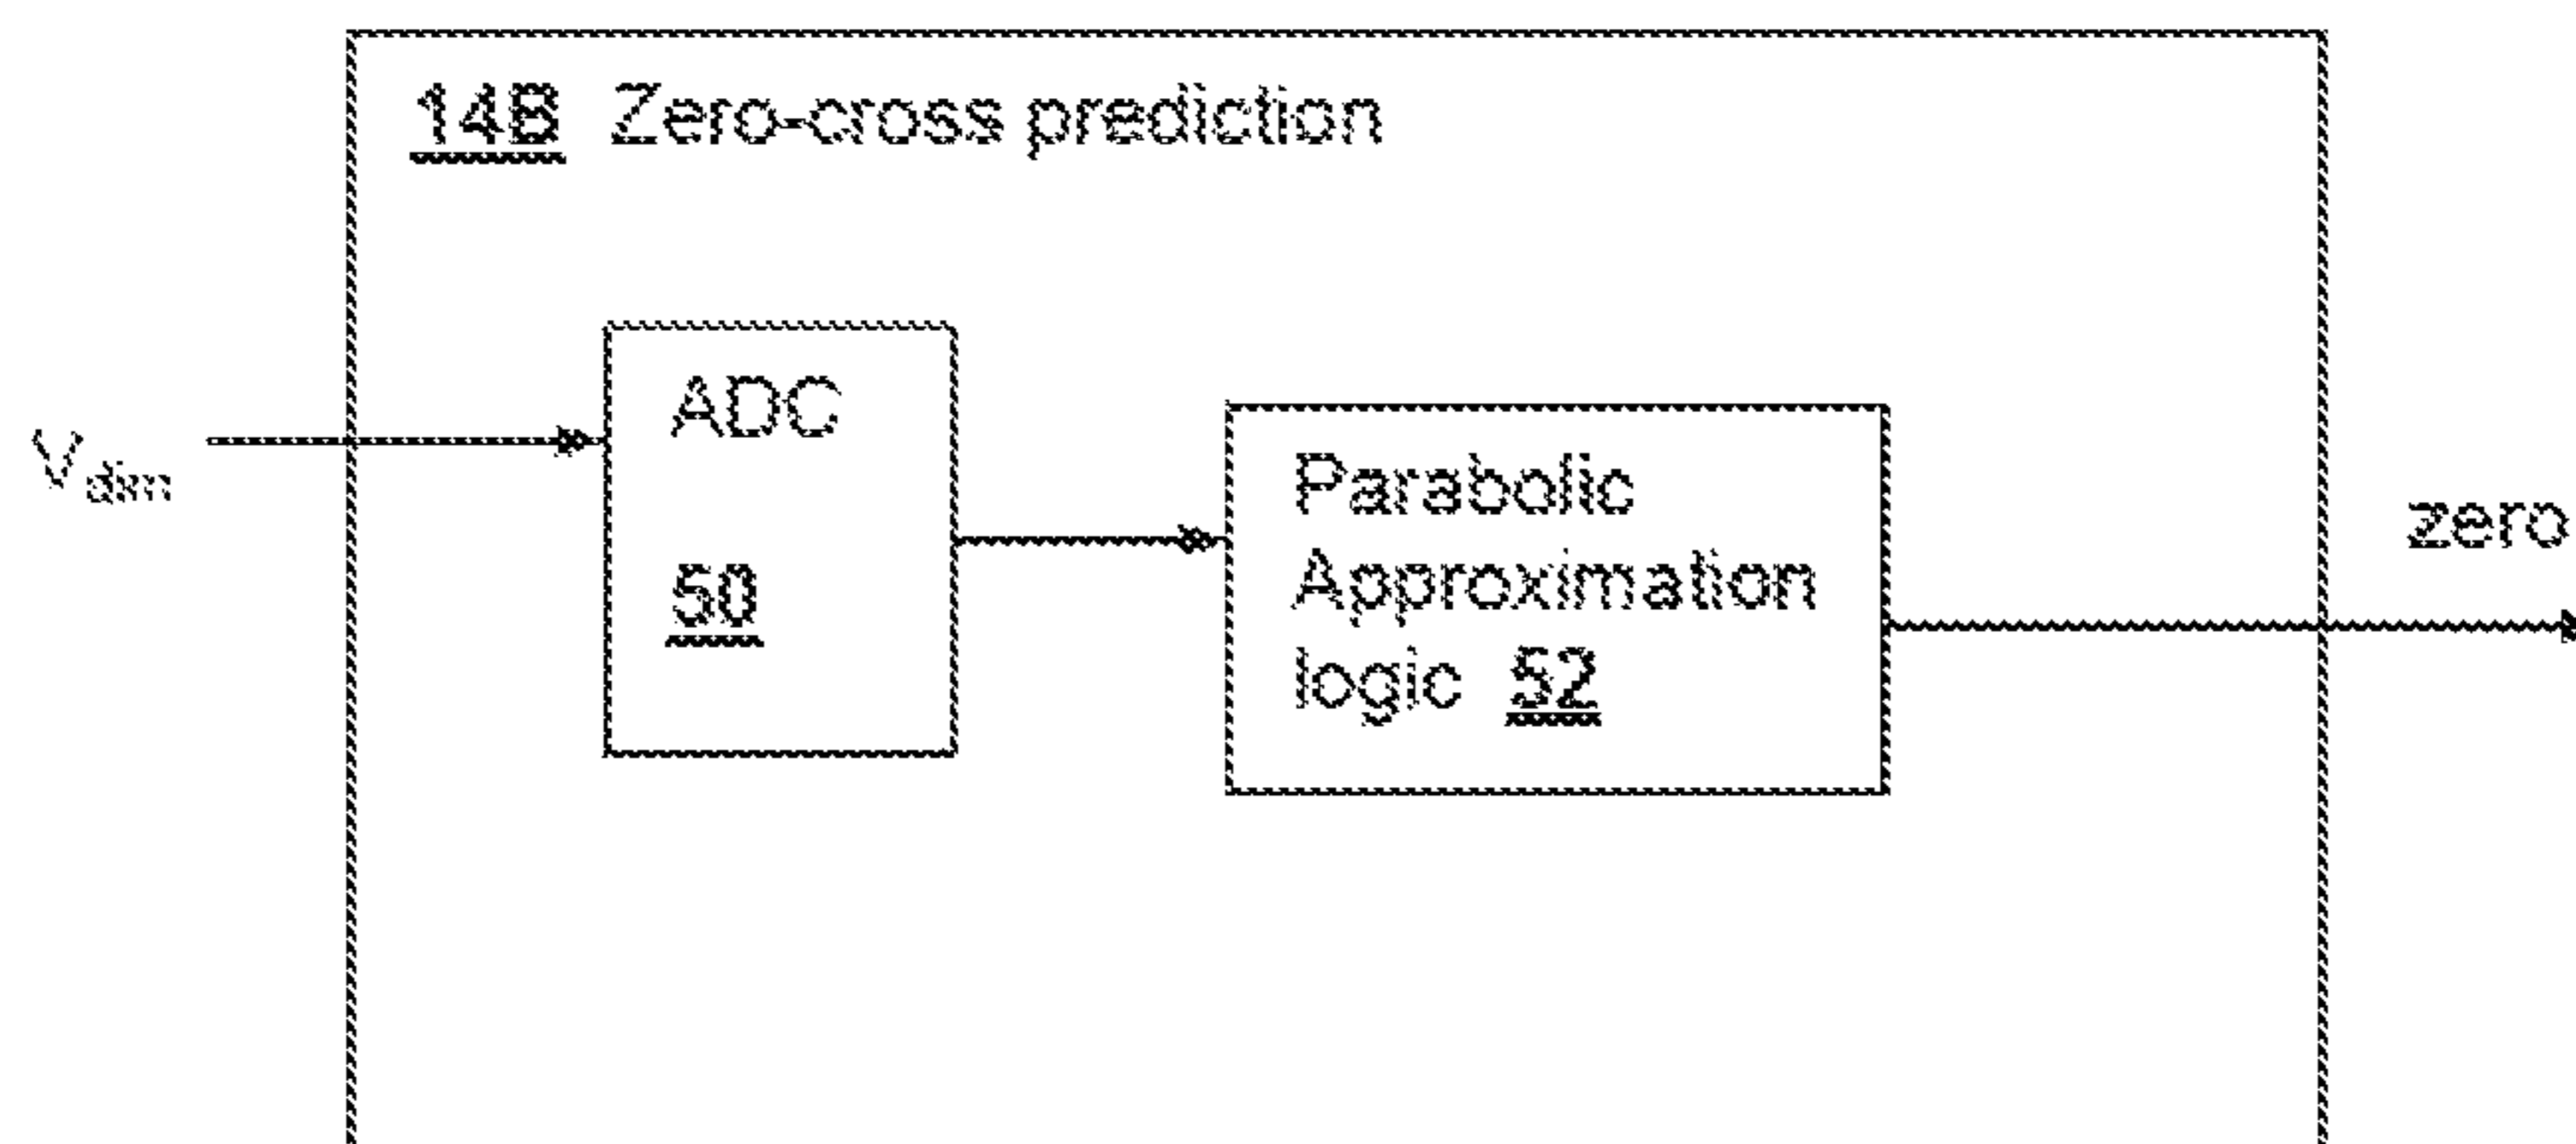 14B Zero-cross prediction
V_dim
ADC
50
Parabolic
Approximation
logic 52
zero